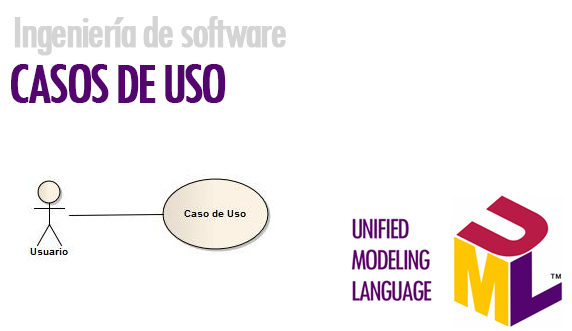 Ingeniería de software
CASOS DE USO
Caso de Uso
Usuario
UNIFIED
MODELING
LANGUAGE
UML
TM